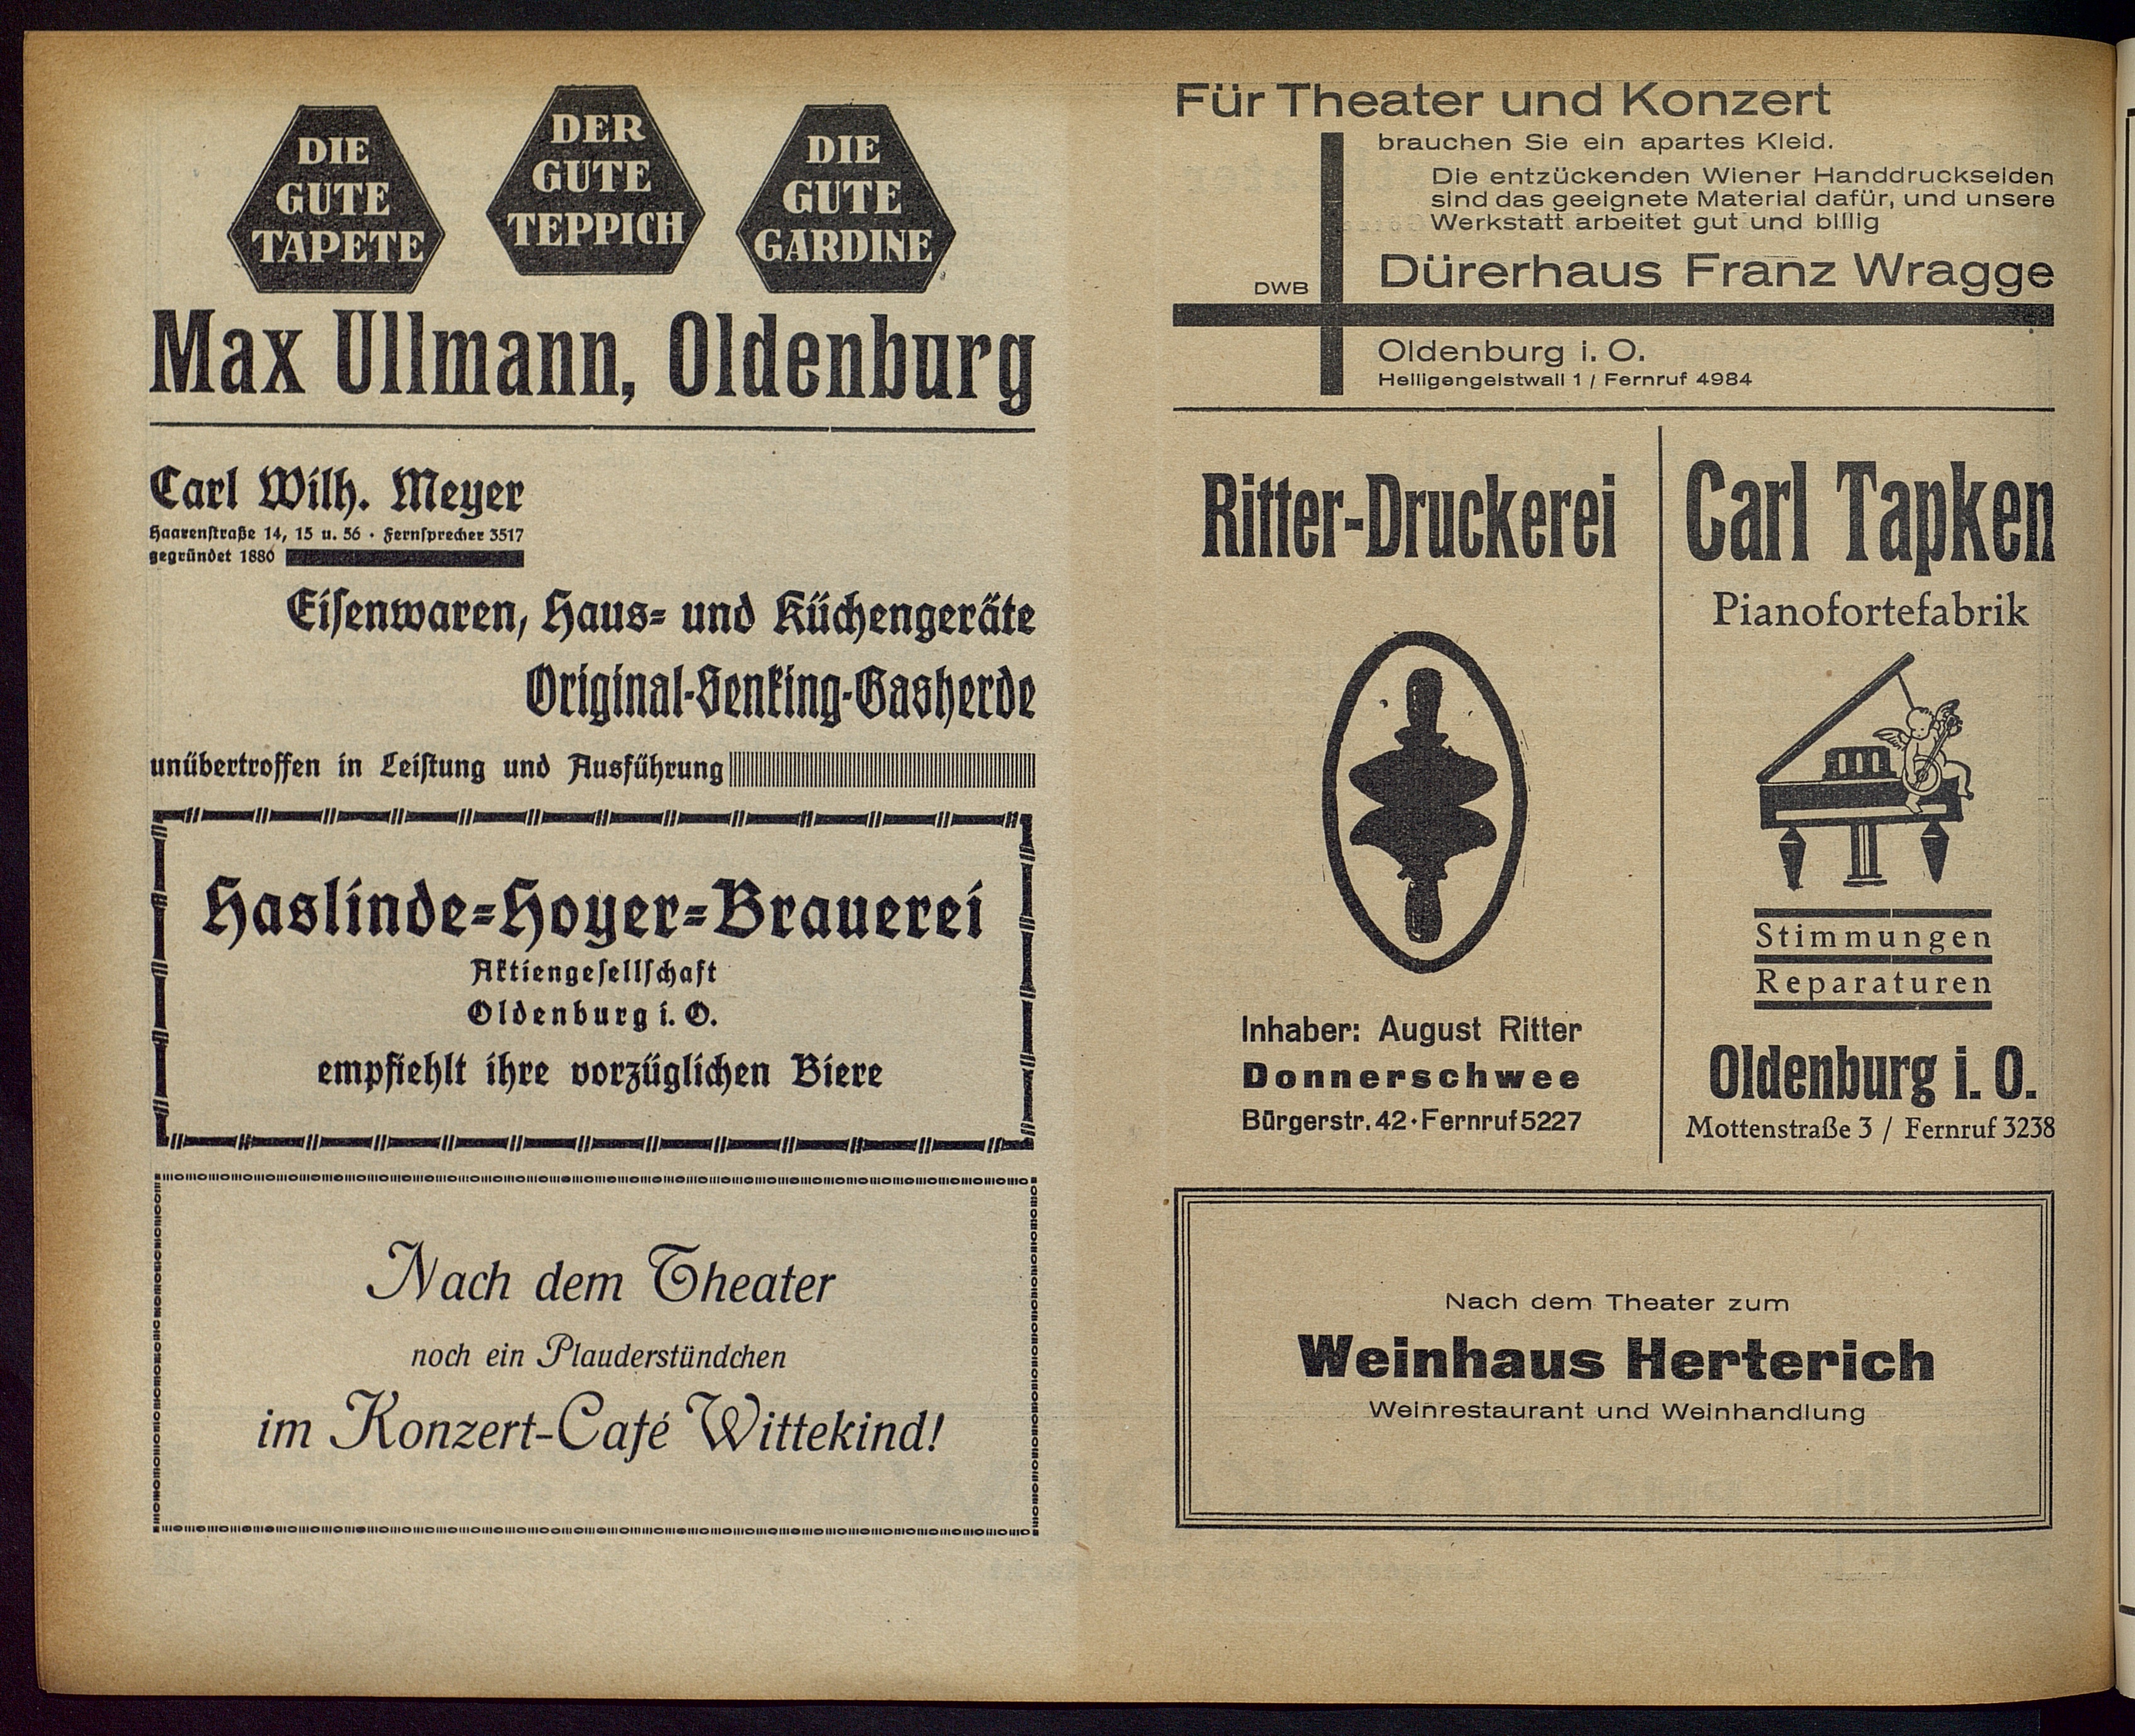 DIE
GUTE
TAPETE
DER
GUTE
TEPPICH
DIE
GUTE
GARDINE
Max Ullmann, Oldenburg
Carl Wilh. Meyer
Haarenstraße 14, 15 u. 56 · Fernsprecher 3517
gegründet 1880
Eisenwaren, Haus- und Küchengeräte
Original-Senking-Gasherde
unübertroffen in Leistung und Ausführung
Haslinde-Hoyer-Brauerei
Aktiengesellschaft
Oldenburg i. O.
empfiehlt ihre vorzüglichen Biere
Nach dem Theater
noch ein Plauderstündchen
im Konzert-Café Wittekind!
Für Theater und Konzert
brauchen Sie ein apartes Kleid.
Die entzückenden Wiener Handdruckseiden
sind das geeignete Material dafür, und unsere
Werkstatt arbeitet gut und billig
DWB
Dürerhaus Franz Wragge
Oldenburg i. O.
Heiligengeistwall 1 / Fernruf 4984
Ritter-Druckerei
Inhaber: August Ritter
Donnerschwee
Bürgerstr. 42 · Fernruf 5227
Carl Tapken
Pianofortefabrik
Stimmungen
Reparaturen
Oldenburg i. O.
Mottenstraße 3 / Fernruf 3238
Nach dem Theater zum
Weinhaus Herterich
Weinrestaurant und Weinhandlung